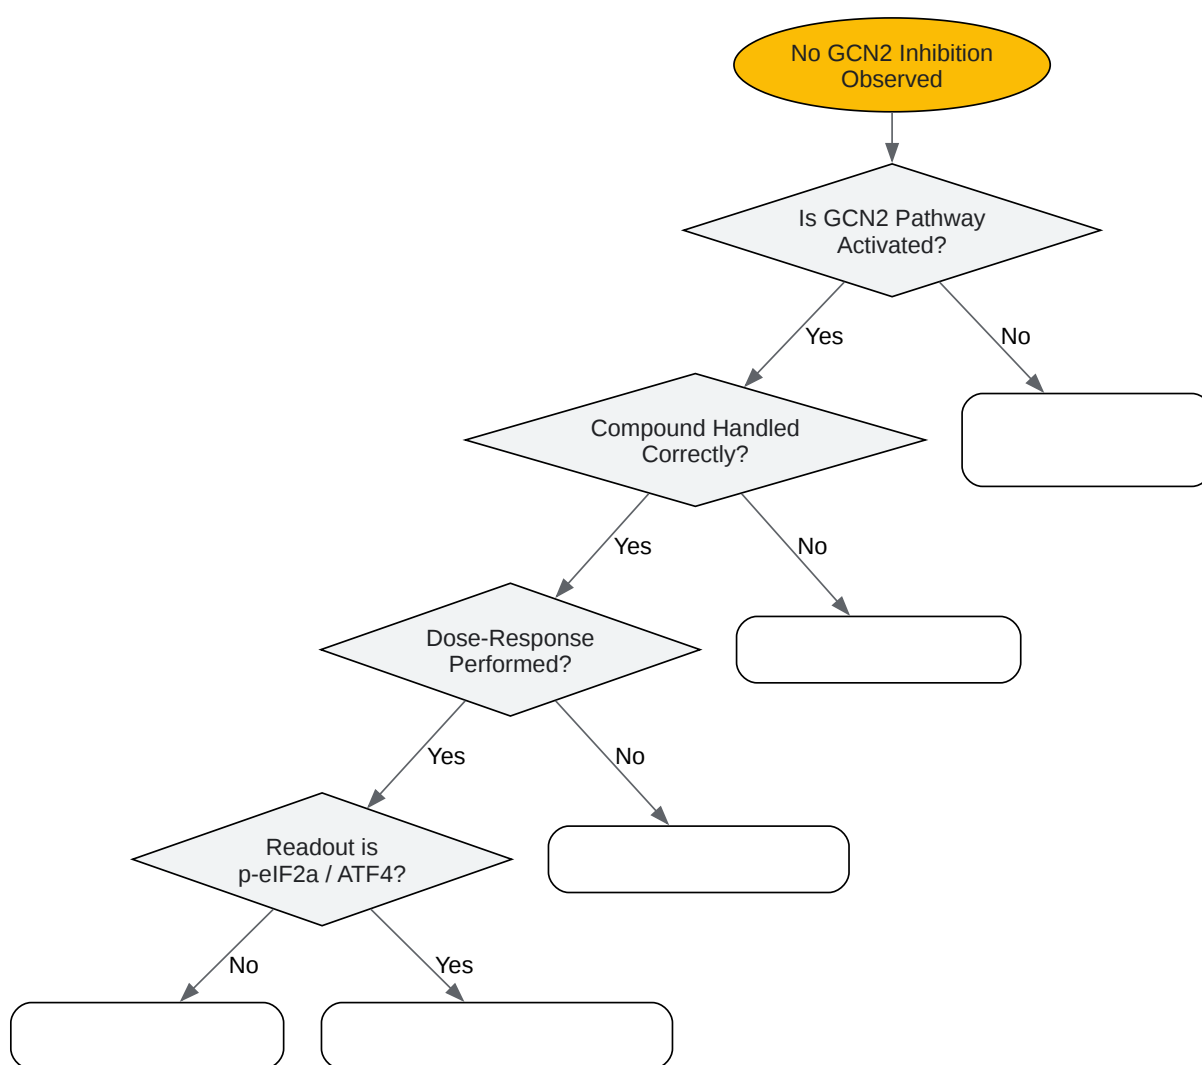 No GCN2 Inhibition
Observed
Is GCN2 Pathway
Activated?
Yes
No
Compound Handled
Correctly?
Yes
No
Dose-Response
Performed?
Yes
No
Readout is
p-eIF2a / ATF4?
No
Yes